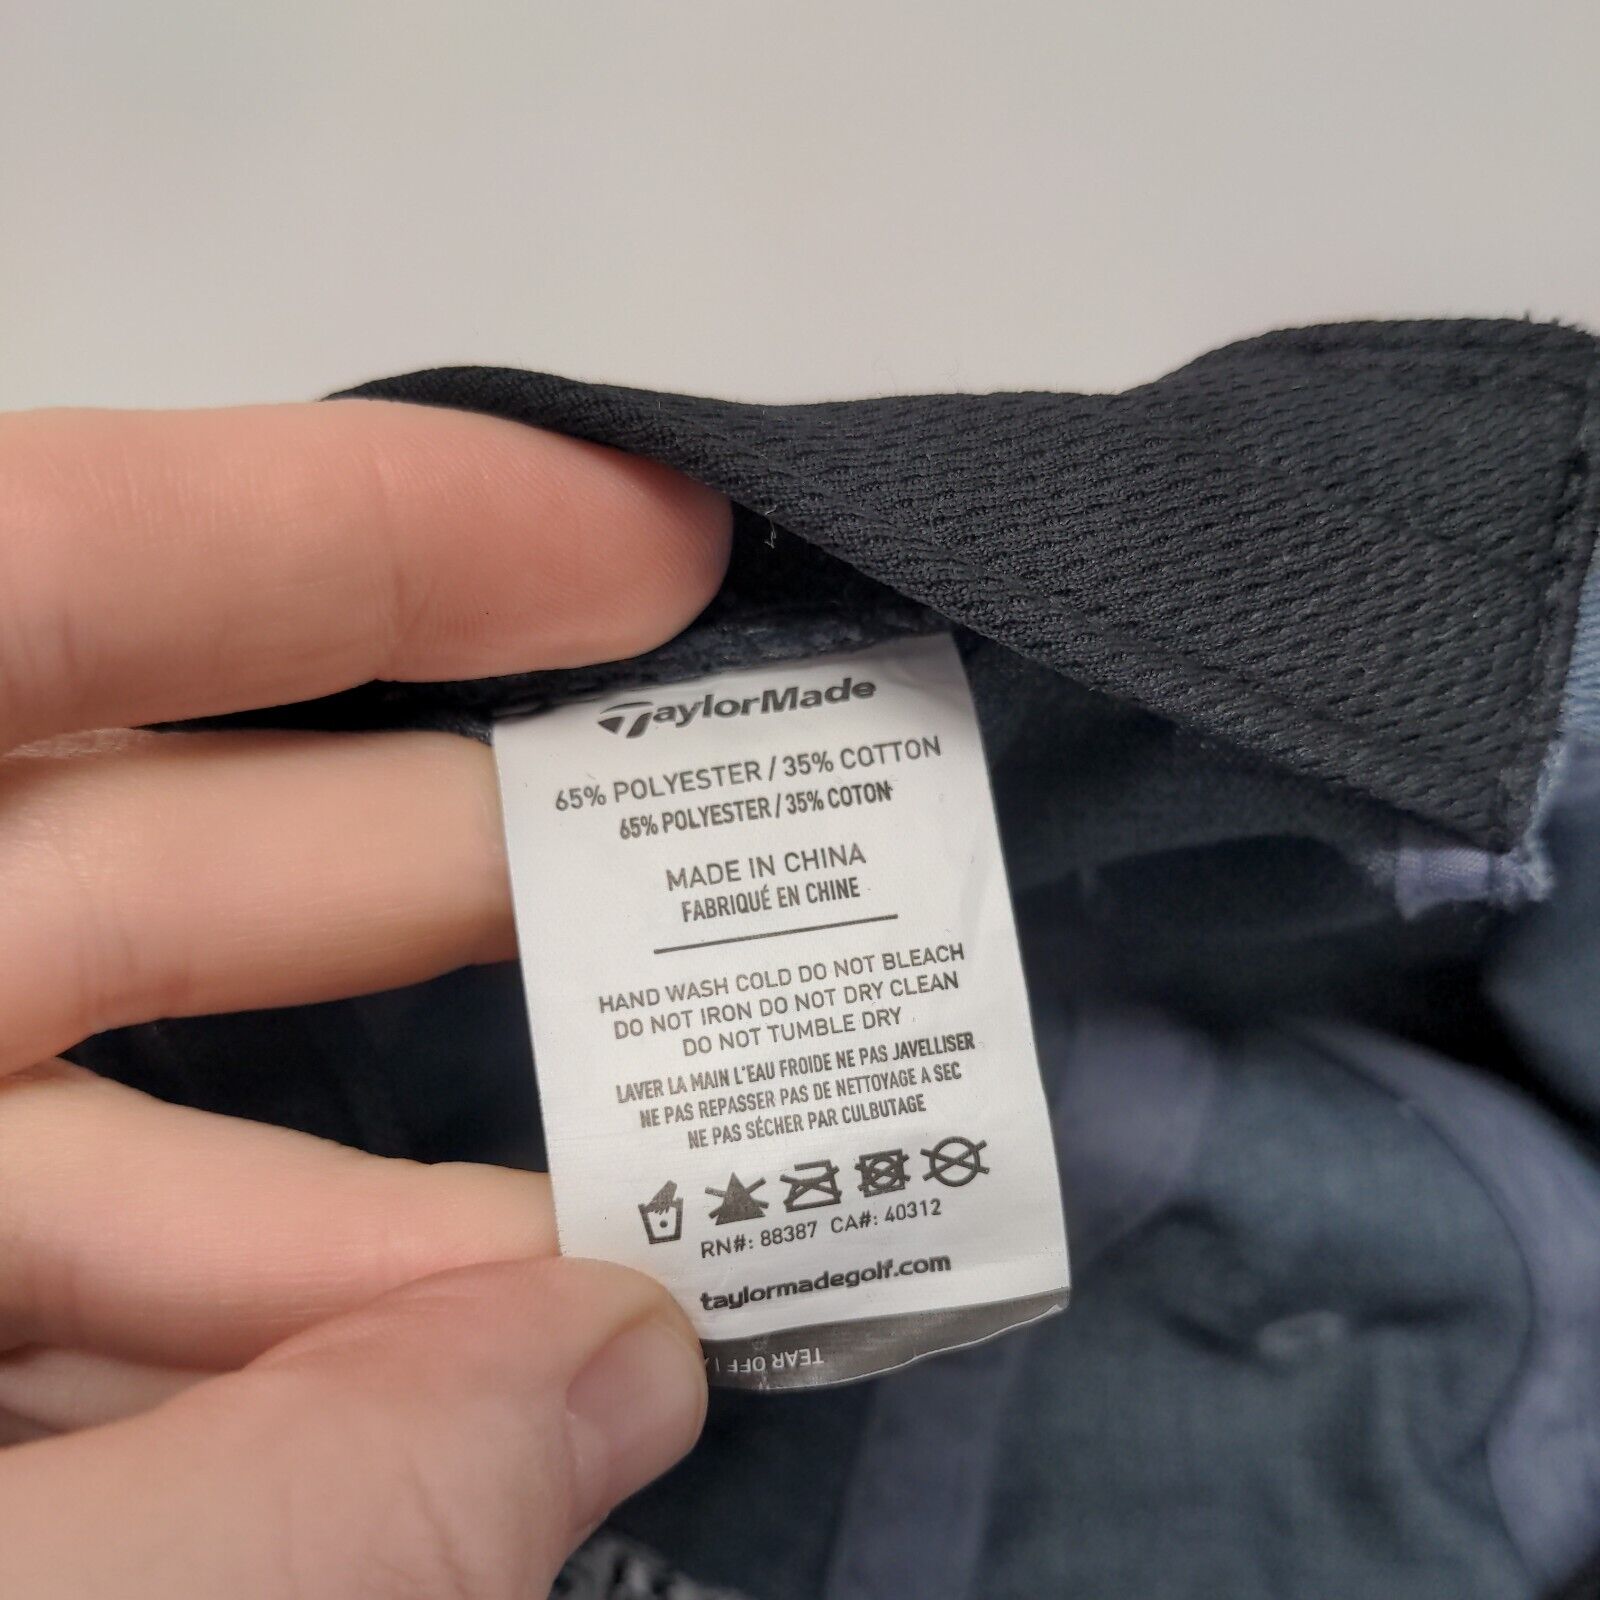 TaylorMade
65% POLYESTER / 35% COTTON
65% POLYESTER / 35% COTON
MADE IN CHINA
FABRIQUÉ EN CHINE
HAND WASH COLD DO NOT BLEACH
DO NOT IRON DO NOT DRY CLEAN
DO NOT TUMBLE DRY
LAVER LA MAIN L'EAU FROIDE NE PAS JAVELLISER
NE PAS REPASSER PAS DE NETTOYAGE A SEC
NE PAS SÉCHER PAR CULBUTAGE
RN#: 88387 CA#: 40312
taylormadegolf.com
TEAR OFF